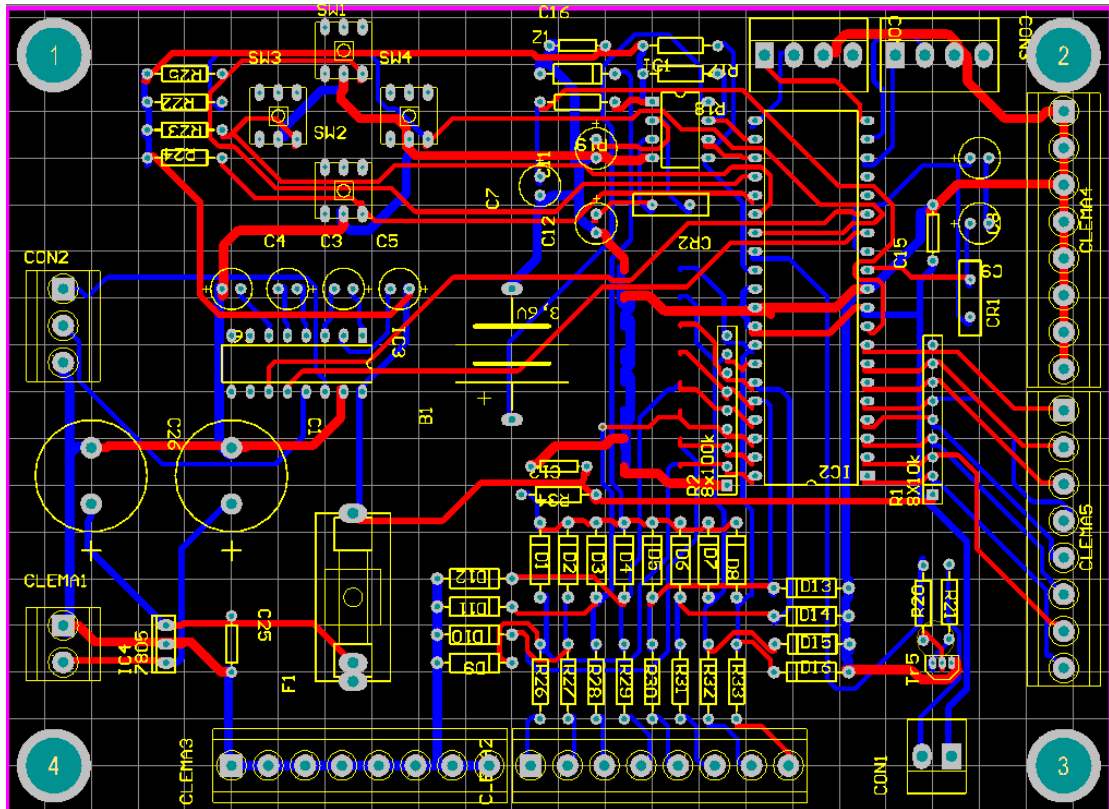 C16
SW1
Z1
CON3
1
2
SW3
SW4
R25
IC1
R22
R18
R23
SW2
R19
R24
C7
C12
CLEMA4
C4
C3
C5
CR2
C15
C8
C9
CON2
3,6V
CR1
IC3
B1
C26
C1
R2
8x100k
IC2
R1
8X10k
C13
R34
CLEMA5
CLEMA1
D1
D2
D3
D4
D5
D6
D7
D8
D12
D13
R20
R21
C25
D11
D14
D10
D15
IC4
7805
D9
D16
Tr5
F1
R26
R27
R28
R29
R30
R31
R32
R33
4
CLEMA3
CLEMA2
CON1
3